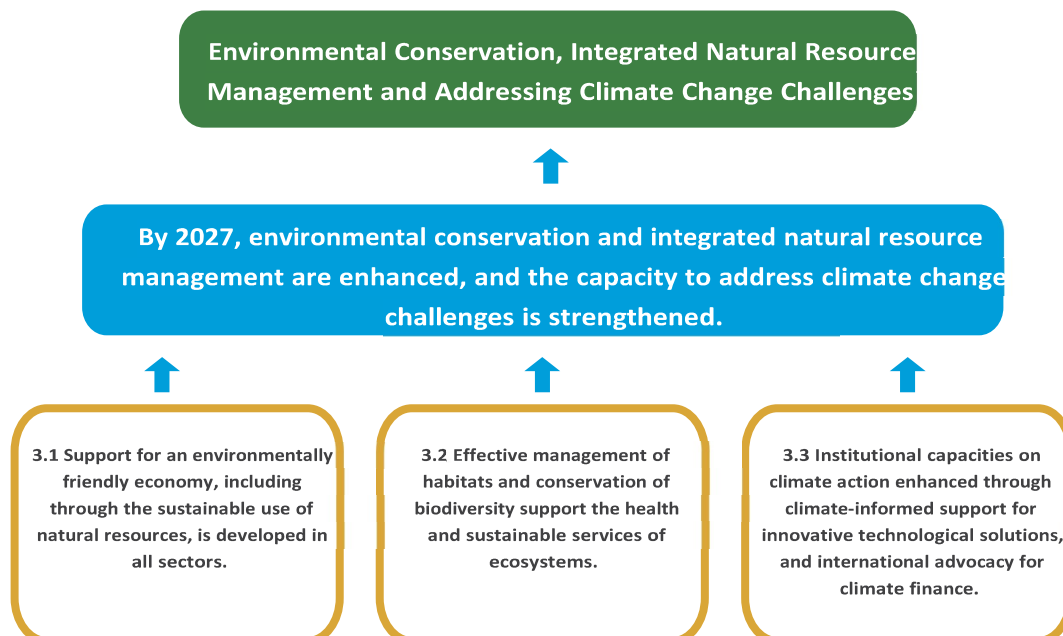 Environmental Conservation, Integrated Natural Resource
Management and Addressing Climate Change Challenges
By 2027, environmental conservation and integrated natural resource
management are enhanced, and the capacity to address climate change
challenges is strengthened.
3.1 Support for an environmentally
friendly economy, including
through the sustainable use of
natural resources, is developed in
all sectors.
3.2 Effective management of
habitats and conservation of
biodiversity support the health
and sustainable services of
ecosystems.
3.3 Institutional capacities on
climate action enhanced through
climate-informed support for
innovative technological solutions,
and international advocacy for
climate finance.